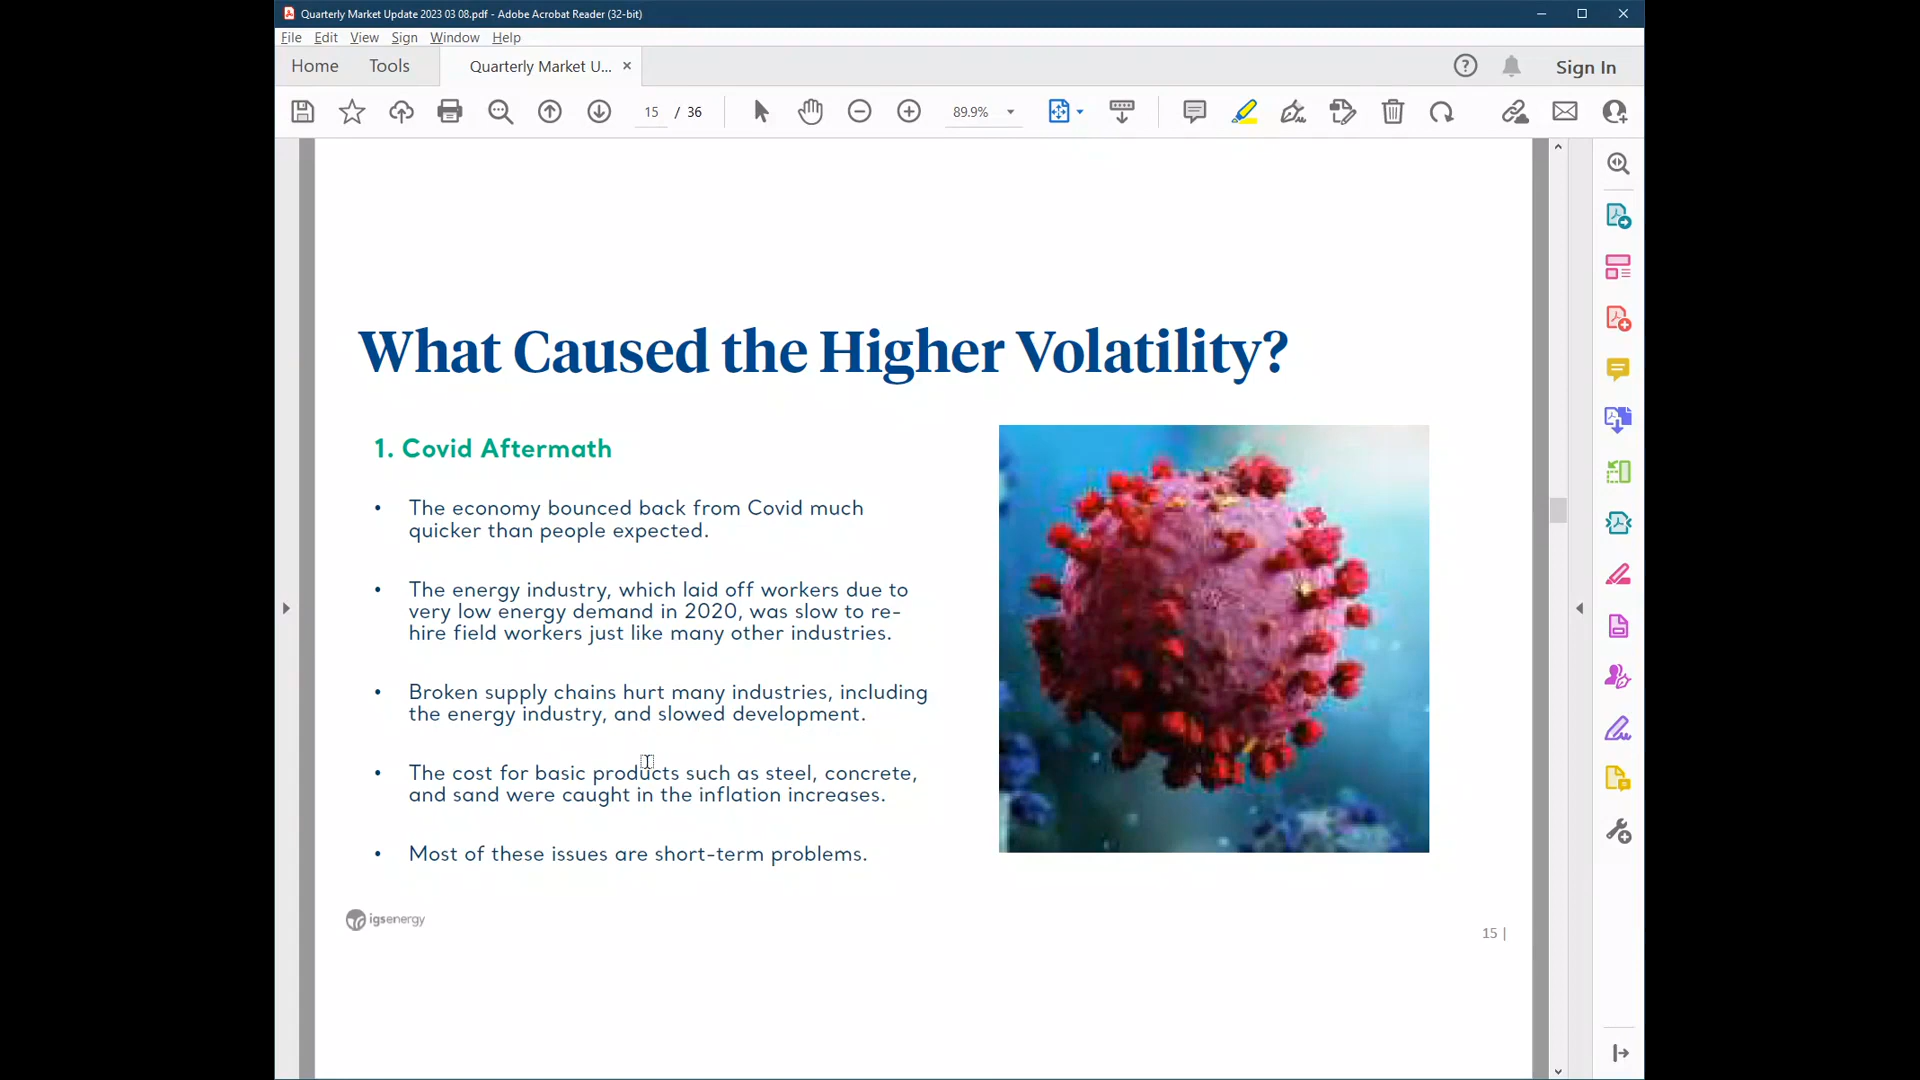 Quarterly Market Update 2023 03 08.pdf - Adobe Acrobat Reader (32-bit)
File Edit View Sign Window Help
Home Tools Quarterly Market U... × Sign In
15 / 36 89.9%
What Caused the Higher Volatility?
1. Covid Aftermath
• The economy bounced back from Covid much
quicker than people expected.
• The energy industry, which laid off workers due to
very low energy demand in 2020, was slow to re-
hire field workers just like many other industries.
• Broken supply chains hurt many industries, including
the energy industry, and slowed development.
• The cost for basic products such as steel, concrete,
and sand were caught in the inflation increases.
• Most of these issues are short-term problems.
igsenergy
15 |